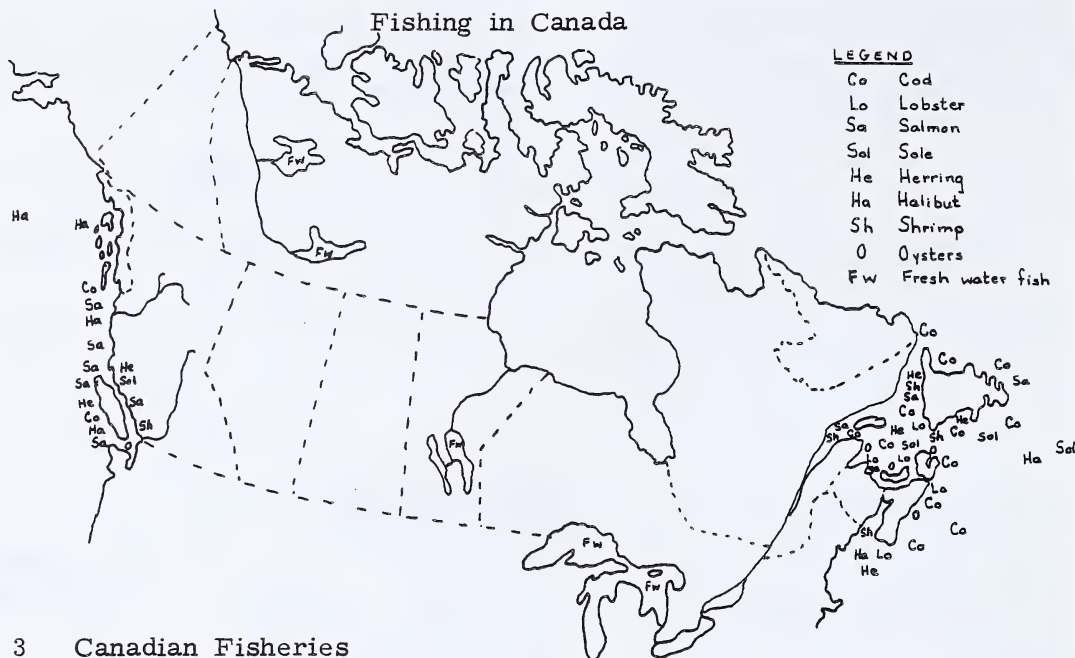 Fishing in Canada
LEGEND
Co Cod
Lo Lobster
Sa Salmon
Sol Sole
He Herring
Ha Halibut
Sh Shrimp
O Oysters
Fw Fresh water fish
Fw
Fw
Fw
Fw
Fw
Ha
Ha
Co
Sa
Ha
Sa
Sa He
Sa Sol
He Sa
Co Sh
Ha
Sa O
Co
Co Co
He Sa
Sh
Sa
Co He Co
Sa He Lo Sol
Sh Co Sh Co
O Co Sol O Ha Sol
Lo O Lo Co
Lo
Co
O
Sh Co Co
Ha Lo
He
3 Canadian Fisheries